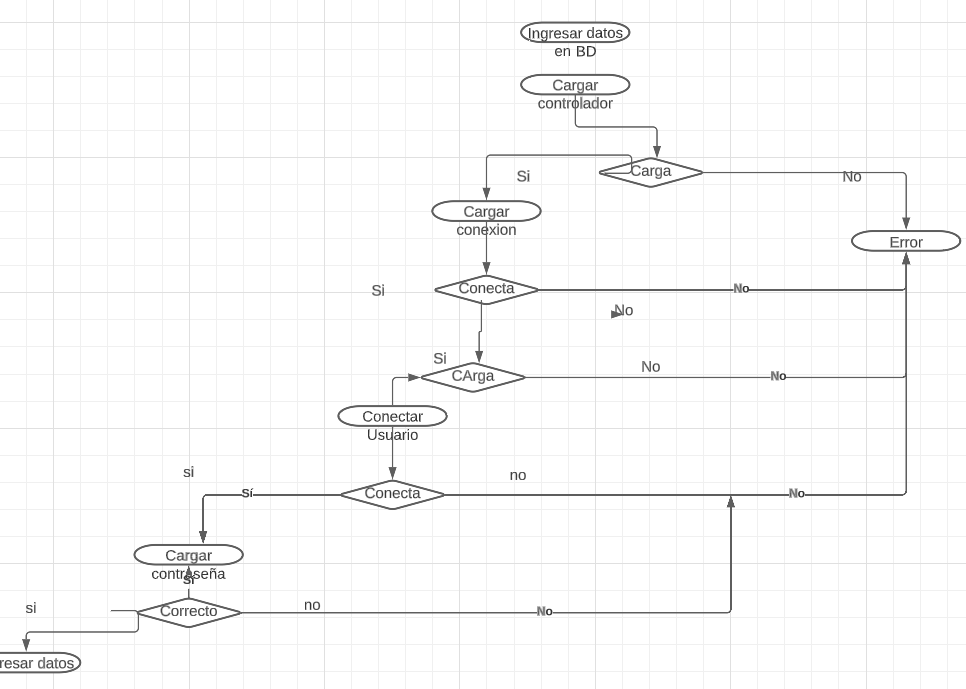 Ingresar datos
en BD
Cargar
controlador
Carga
Si
No
Cargar
conexion
Error
Si
Conecta
No
No
Si
CArga
No
No
Conectar
Usuario
si
Sí
Conecta
no
No
Cargar
contraseña
Sí
si
Correcto
no
No
resar datos